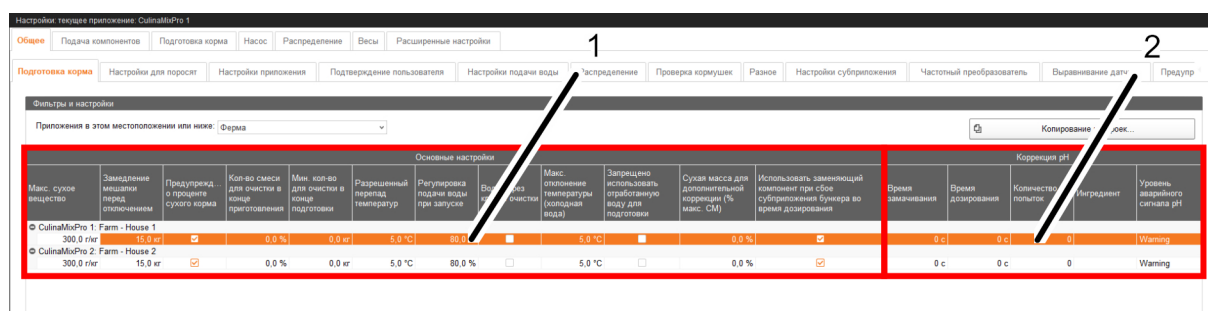 Настройки: текущее приложение: CulinaMixPro 1
Общее Подача компонентов Подготовка корма Насос Распределение Весы Расширенные настройки
1
2
Подготовка корма Настройки для поросят Настройки приложения Подтверждение пользователя Настройки подачи воды Распределение Проверка кормушек Разное Настройки субприложения Частотный преобразователь Выравнивание датч Предупр
Фильтры и настройки
Приложения в этом местоположении или ниже: Ферма
Копирование
Основные настройки Коррекция pH
Макс. сухое
вещество
Замедление
мешалки
перед
отключением
Предупрежд...
о проценте
сухого корма
Кол-во смеси
для очистки в
конце
приготовления
Мин. кол-во
для очистки в
конце
подготовки
Разрешенный
перепад
температур
Регулировка
подачи воды
при запуске
Макс.
отклонение
температуры
(холодная
вода)
Запрещено
использовать
отработанную
воду для
подготовки
Сухая масса для
дополнительной
коррекции (%
макс. СМ)
Использовать заменяющий
компонент при сбое
субприложения бункера во
время дозирования
Время
замачивания
Время
дозирования
Количество
попыток
Ингредиент
Уровень
аварийного
сигнала pH
CulinaMixPro 1: Farm - House 1
300,0 г/кг 15,0 кг 0,0 % 0,0 кг 5,0 °C 80,0 5,0 °C 0,0 % 0 с 0 с 0 Warning
CulinaMixPro 2: Farm - House 2
300,0 г/кг 15,0 кг 0,0 % 0,0 кг 5,0 °C 80,0 % 5,0 °C 0,0 % 0 с 0 с 0 Warning